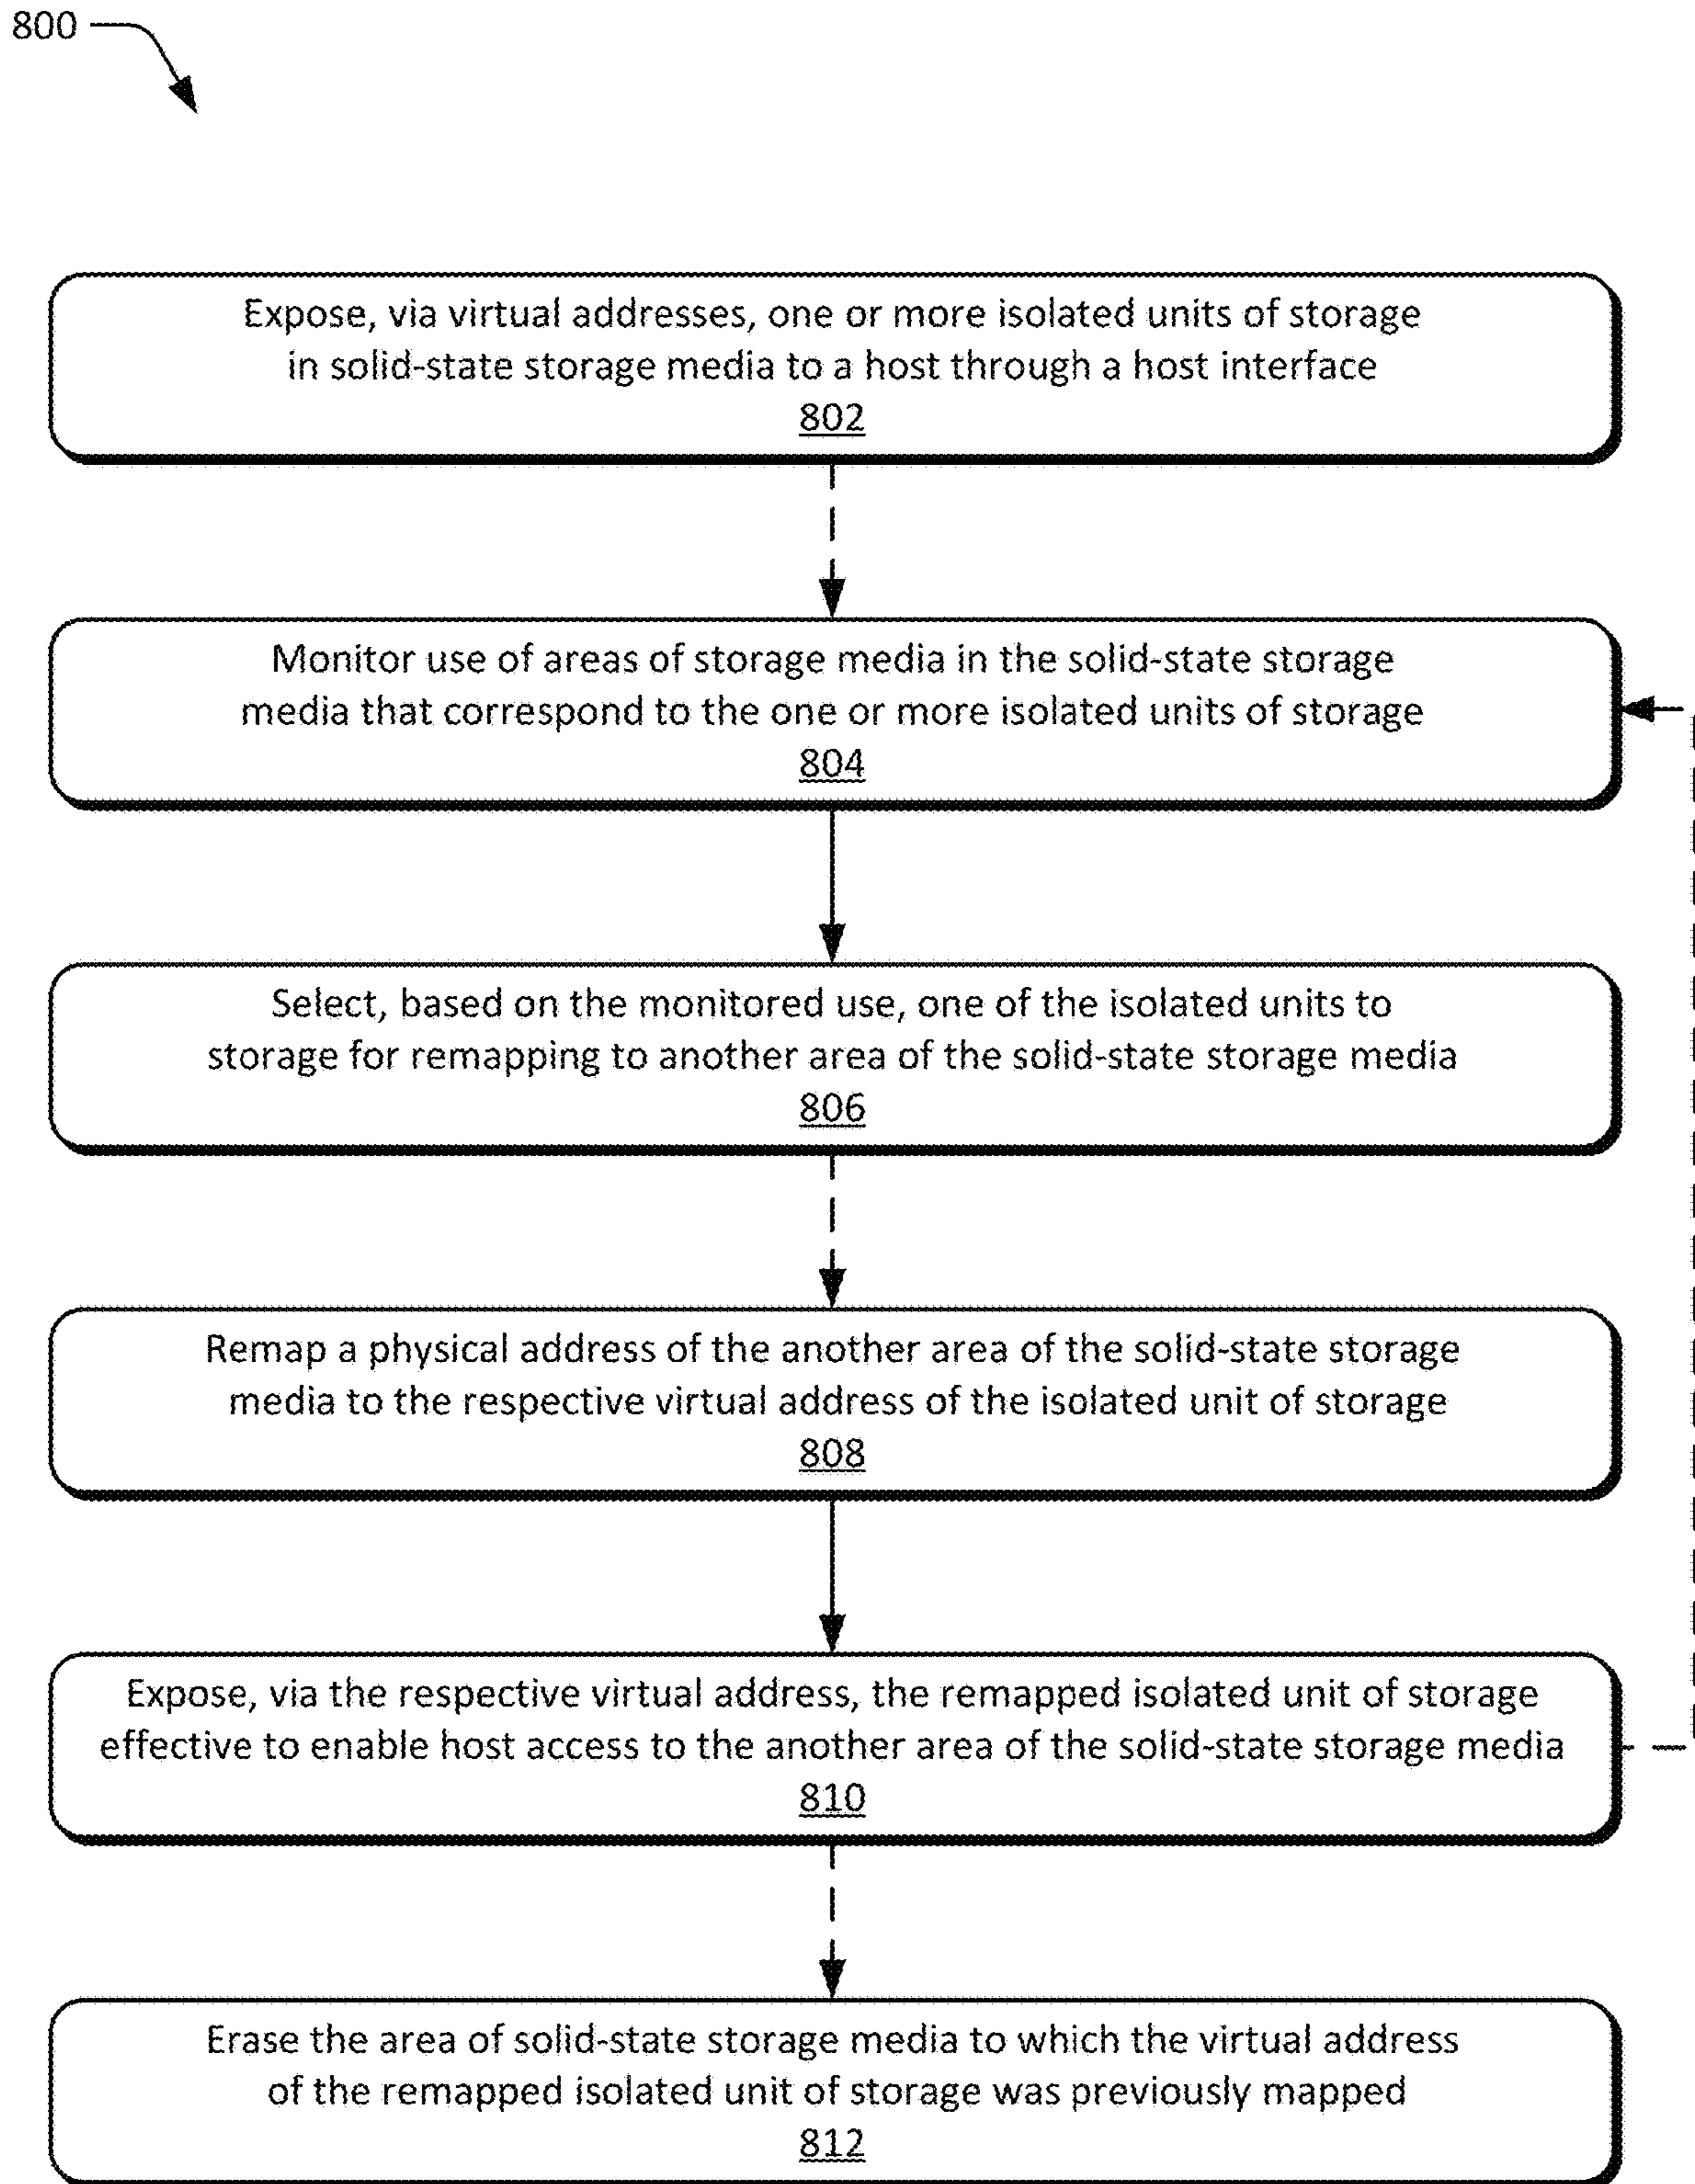 800
Expose, via virtual addresses, one or more isolated units of storage
in solid-state storage media to a host through a host interface
802
Monitor use of areas of storage media in the solid-state storage
media that correspond to the one or more isolated units of storage
804
Select, based on the monitored use, one of the isolated units to
storage for remapping to another area of the solid-state storage media
806
Remap a physical address of the another area of the solid-state storage
media to the respective virtual address of the isolated unit of storage
808
Expose, via the respective virtual address, the remapped isolated unit of storage
effective to enable host access to the another area of the solid-state storage media
810
Erase the area of solid-state storage media to which the virtual address
of the remapped isolated unit of storage was previously mapped
812